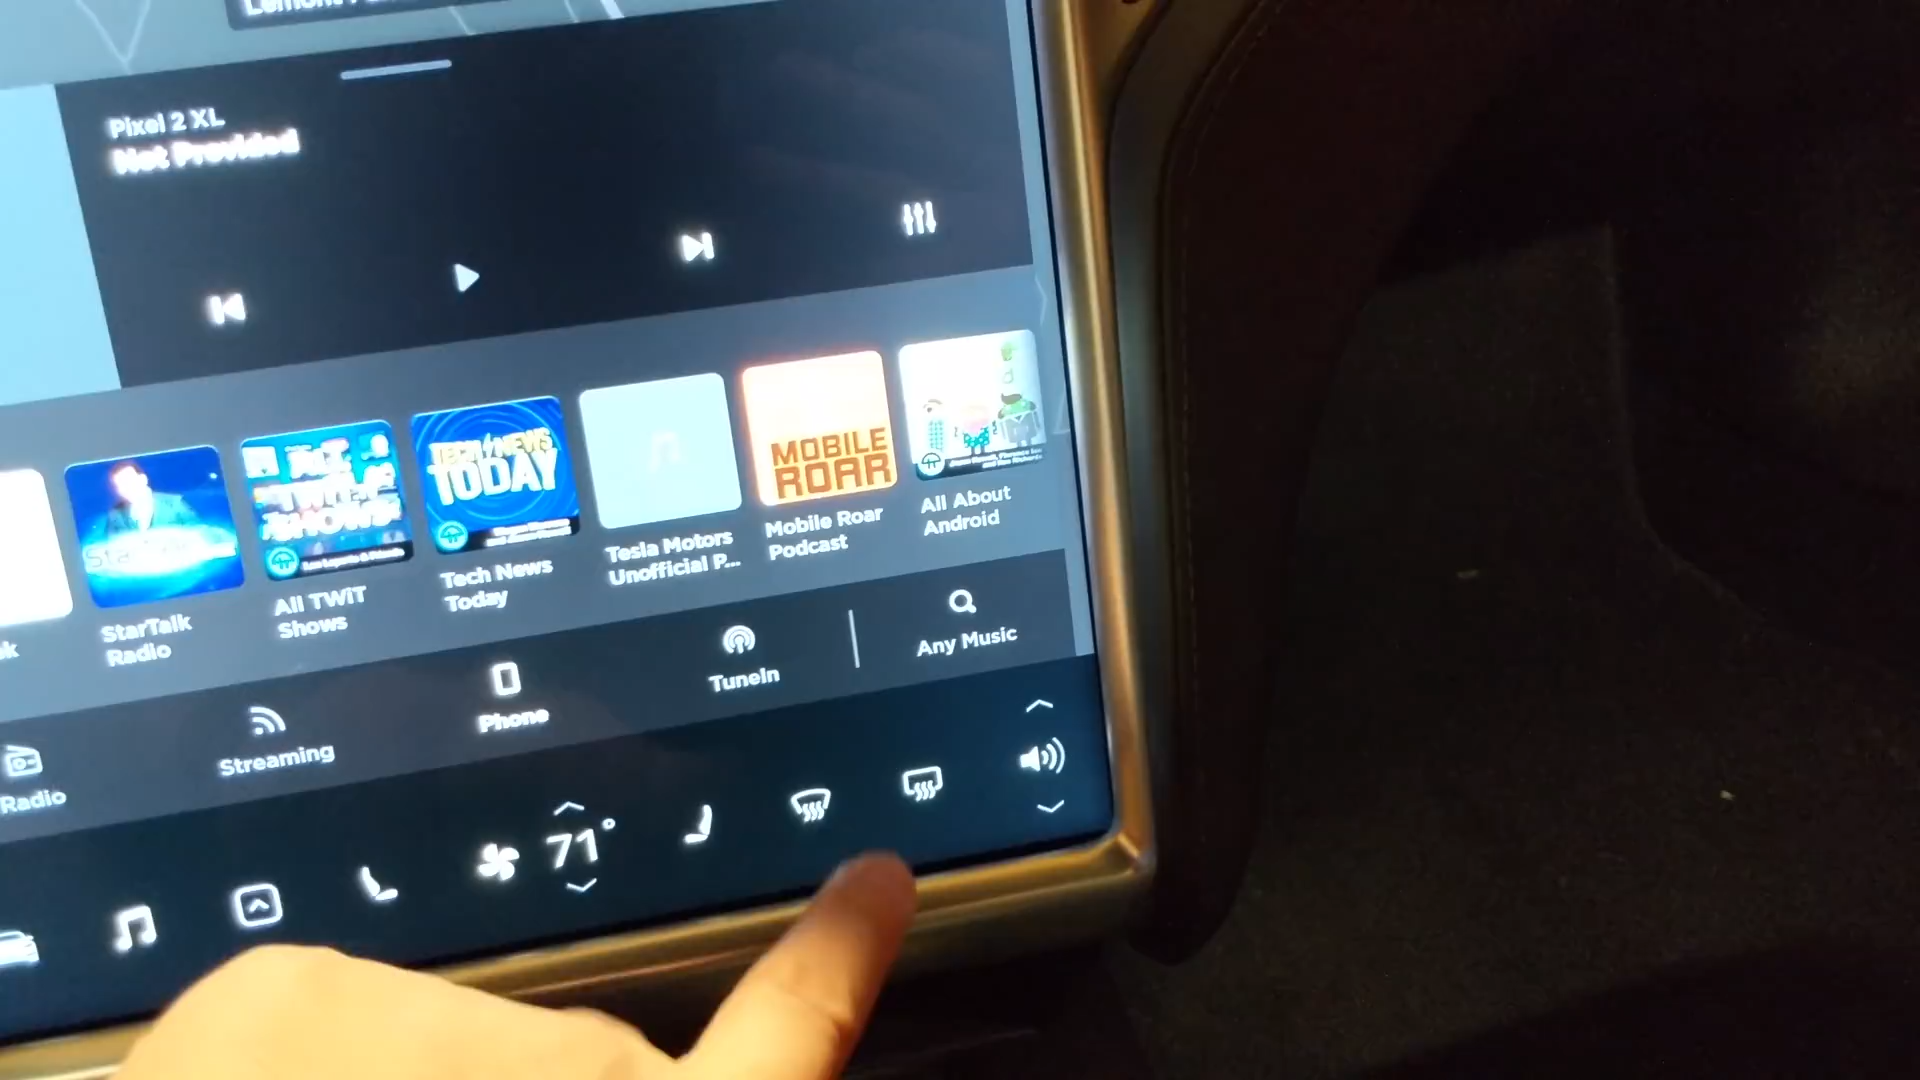 Pixel 2 XL
Not Provided
TECH NEWS
TODAY
MOBILE
ROAR
StarTalk
Radio
All TWiT
Shows
Tech News
Today
Tesla Motors
Unofficial P...
Mobile Roar
Podcast
All About
Android
Radio
Streaming
Phone
TuneIn
Any Music
71°